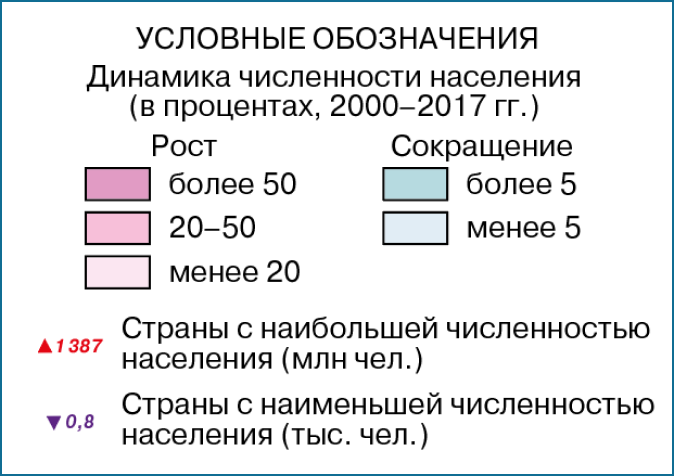 УСЛОВНЫЕ ОБОЗНАЧЕНИЯ
Динамика численности населения
(в процентах, 2000–2017 гг.)
Рост Сокращение
более 50 более 5
20–50 менее 5
менее 20
▲1 387 Страны с наибольшей численностью
населения (млн чел.)
▼0,8 Страны с наименьшей численностью
населения (тыс. чел.)